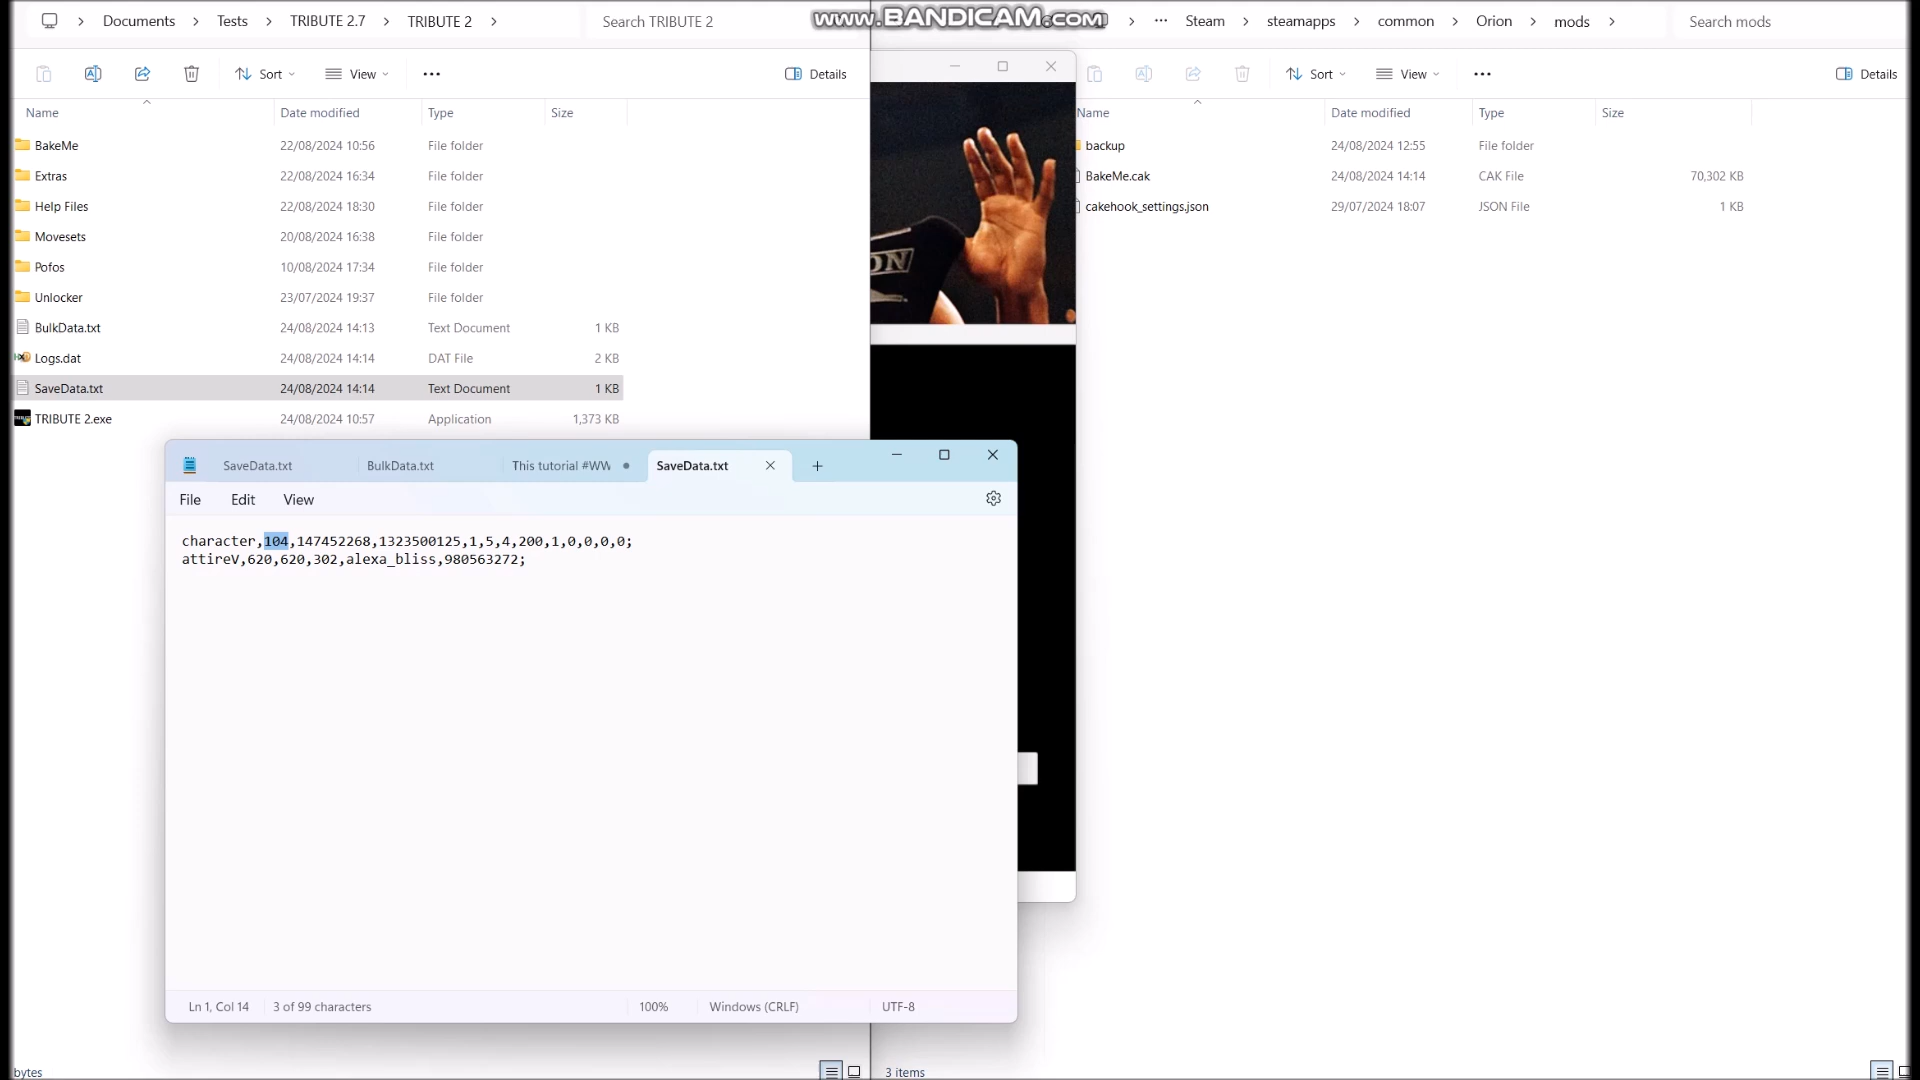 Documents > Tests > TRIBUTE 2.7 > TRIBUTE 2 >
Search TRIBUTE 2
www.BANDICAM.com
Steam > steamapps > common > Orion > mods >
Search mods
Sort
View
Details
Sort
View
Details
Name Date modified Type Size
BakeMe 22/08/2024 10:56 File folder
Extras 22/08/2024 16:34 File folder
Help Files 22/08/2024 18:30 File folder
Movesets 20/08/2024 16:38 File folder
Pofos 10/08/2024 17:34 File folder
Unlocker 23/07/2024 19:37 File folder
BulkData.txt 24/08/2024 14:13 Text Document 1 KB
Logs.dat 24/08/2024 14:14 DAT File 2 KB
SaveData.txt 24/08/2024 14:14 Text Document 1 KB
TRIBUTE 2.exe 24/08/2024 10:57 Application 1,373 KB
Name Date modified Type Size
backup 24/08/2024 12:55 File folder
BakeMe.cak 24/08/2024 14:14 CAK File 70,302 KB
cakehook_settings.json 29/07/2024 18:07 JSON File 1 KB
ON
SaveData.txt BulkData.txt This tutorial #WW SaveData.txt
File Edit View
character,104,147452268,1323500125,1,5,4,200,1,0,0,0,0;
attireV,620,620,302,alexa_bliss,980563272;
Ln 1, Col 14 3 of 99 characters 100% Windows (CRLF) UTF-8
bytes
3 items